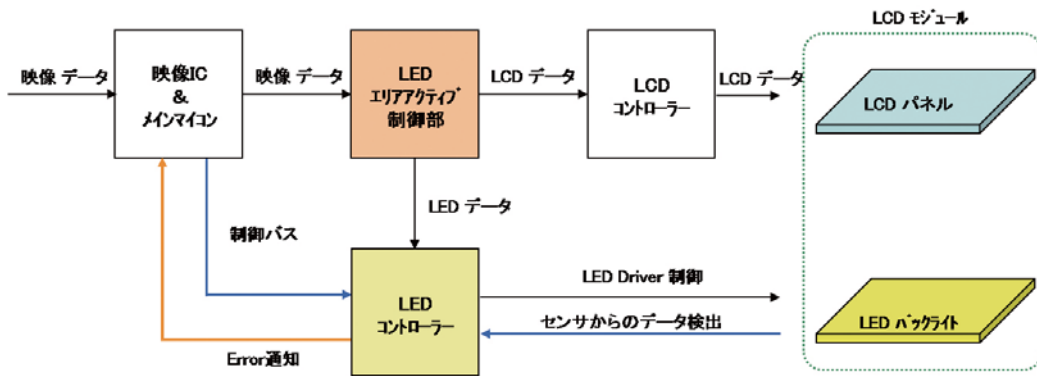 LCD モジュール
映像 データ
映像IC
&
メインマイコン
映像 データ
LED
エリアアクティブ
制御部
LCD データ
LCD
コントローラー
LCD データ
LCD パネル
LED データ
制御バス
LED
コントローラー
LED Driver 制御
センサからのデータ検出
LED バックライト
Error通知